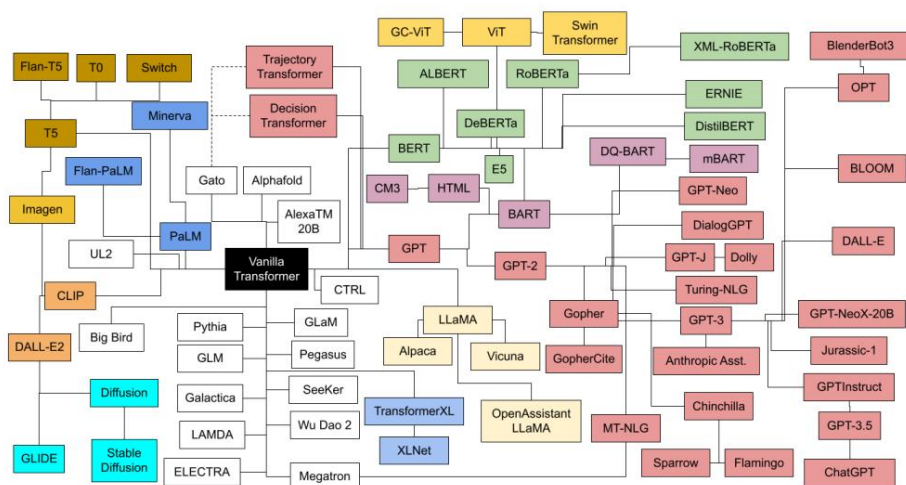 GC-ViT
ViT
Swin
Transformer
XML-RoBERTa
BlenderBot3
Flan-T5
T0
Switch
Trajectory
Transformer
ALBERT
RoBERTa
OPT
Minerva
Decision
Transformer
ERNIE
DeBERTa
DistilBERT
T5
BERT
DQ-BART
mBART
Flan-PaLM
Gato
Alphafold
E5
CM3
HTML
GPT-Neo
BLOOM
Imagen
AlexaTM
20B
BART
DialogGPT
PaLM
GPT
DALL-E
UL2
Vanilla
Transformer
GPT-2
GPT-J
Dolly
CTRL
Turing-NLG
CLIP
Big Bird
Pythia
GLaM
LLaMA
Gopher
GPT-3
GPT-NeoX-20B
DALL-E2
GLM
Pegasus
Alpaca
Vicuna
GopherCite
Anthropic Asst.
Jurassic-1
Diffusion
Galactica
SeeKer
TransformerXL
OpenAssistant
LLaMA
Chinchilla
GPTInstruct
LAMDA
Wu Dao 2
MT-NLG
GPT-3.5
GLIDE
Stable
Diffusion
XLNet
Sparrow
Flamingo
ELECTRA
Megatron
ChatGPT